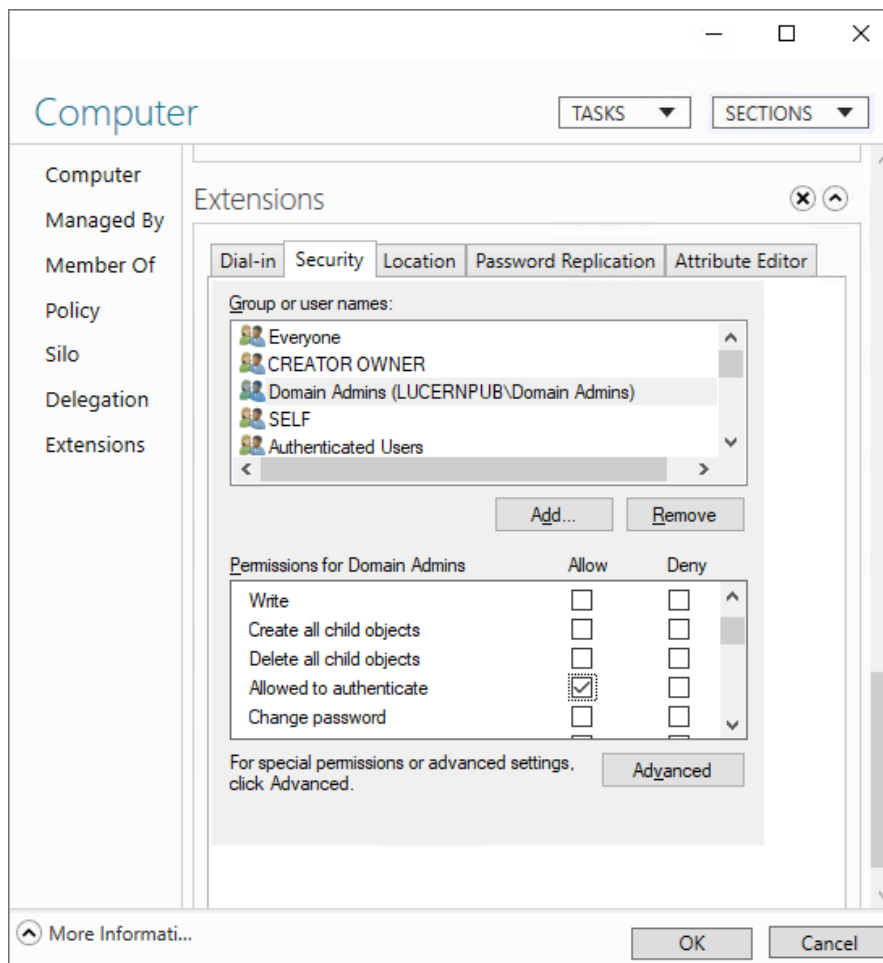 Computer
TASKS
SECTIONS
Computer
Managed By
Member Of
Policy
Silo
Delegation
Extensions
Extensions
Dial-in Security Location Password Replication Attribute Editor
Group or user names:
Everyone
CREATOR OWNER
Domain Admins (LUCERNPUB\Domain Admins)
SELF
Authenticated Users
Add... Remove
Permissions for Domain Admins Allow Deny
Write
Create all child objects
Delete all child objects
Allowed to authenticate
Change password
For special permissions or advanced settings,
click Advanced.
Advanced
More Informati...
OK Cancel